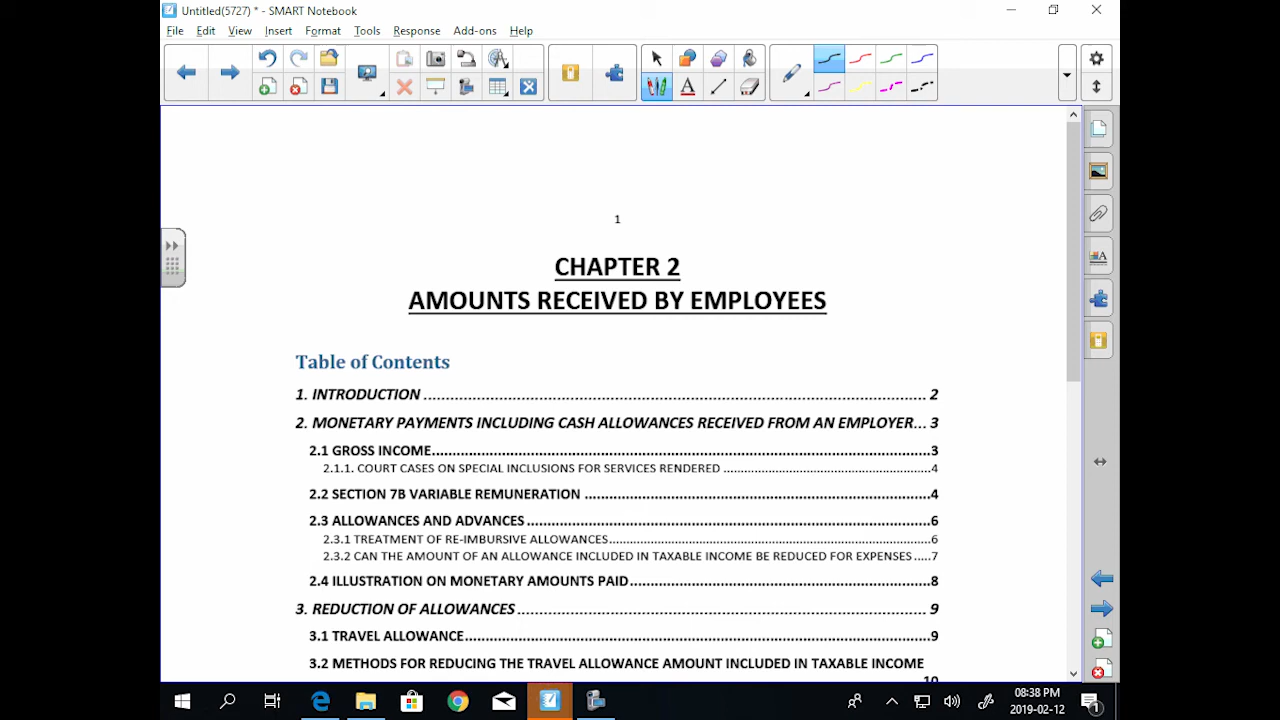 Untitled(5727) * - SMART Notebook
File Edit View Insert Format Tools Response Add-ons Help
1
CHAPTER 2
AMOUNTS RECEIVED BY EMPLOYEES
Table of Contents
1. INTRODUCTION ........ 2
2. MONETARY PAYMENTS INCLUDING CASH ALLOWANCES RECEIVED FROM AN EMPLOYER... 3
2.1 GROSS INCOME........3
2.1.1. COURT CASES ON SPECIAL INCLUSIONS FOR SERVICES RENDERED ........4
2.2 SECTION 7B VARIABLE REMUNERATION ........4
2.3 ALLOWANCES AND ADVANCES........6
2.3.1 TREATMENT OF RE-IMBURSIVE ALLOWANCES........6
2.3.2 CAN THE AMOUNT OF AN ALLOWANCE INCLUDED IN TAXABLE INCOME BE REDUCED FOR EXPENSES.....7
2.4 ILLUSTRATION ON MONETARY AMOUNTS PAID........8
3. REDUCTION OF ALLOWANCES ........ 9
3.1 TRAVEL ALLOWANCE........9
3.2 METHODS FOR REDUCING THE TRAVEL ALLOWANCE AMOUNT INCLUDED IN TAXABLE INCOME
10
08:38 PM
2019-02-12
1